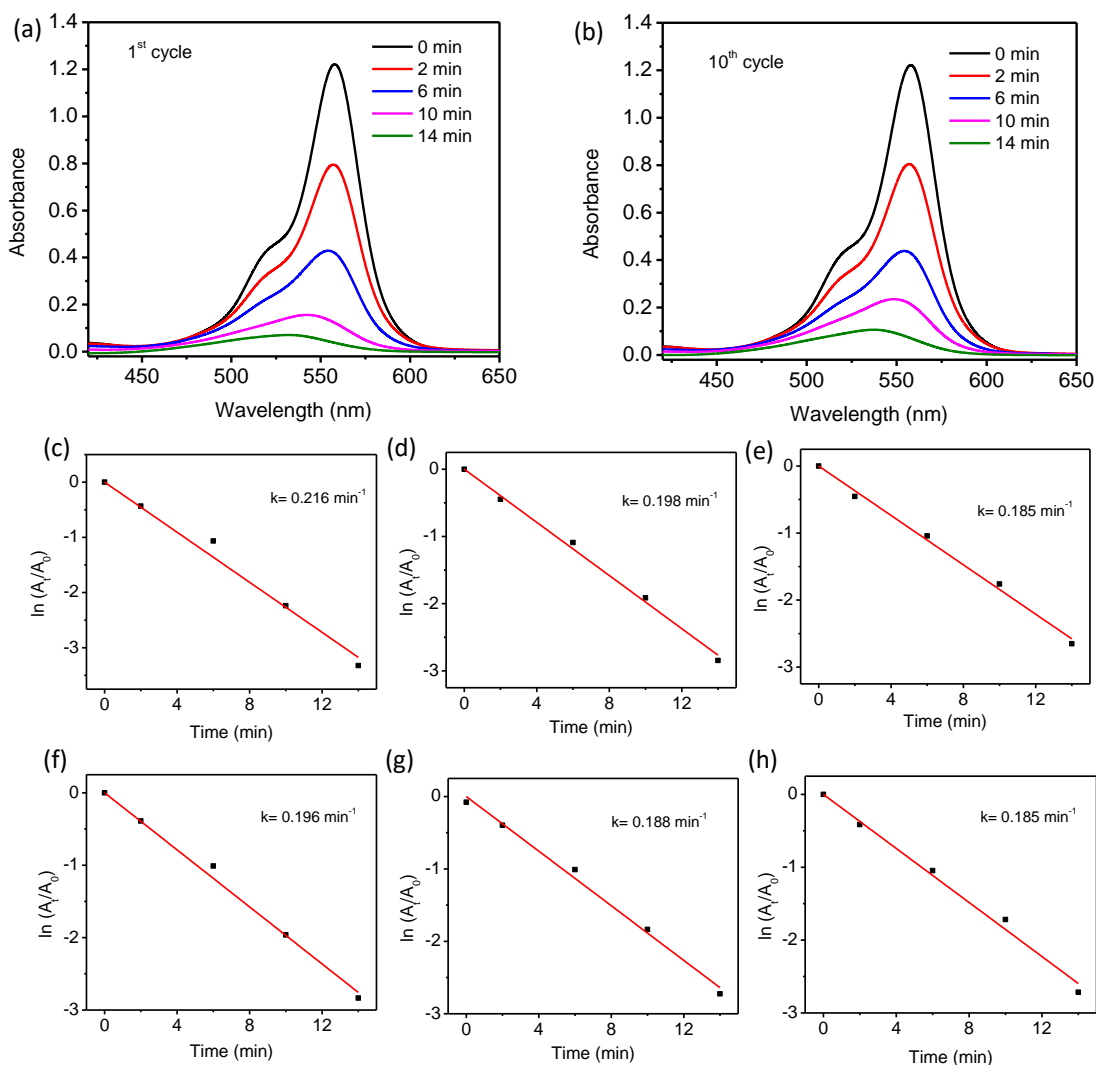 (a)
1st cycle
0 min
2 min
6 min
10 min
14 min
1.4
1.2
1.0
0.8
0.6
0.4
0.2
0.0
Absorbance
450 500 550 600 650
Wavelength (nm)
(b)
10th cycle
0 min
2 min
6 min
10 min
14 min
1.4
1.2
1.0
0.8
0.6
0.4
0.2
0.0
Absorbance
450 500 550 600 650
Wavelength (nm)
(c)
k= 0.216 min-1
0
-1
-2
-3
ln (At/A0)
0 4 8 12
Time (min)
(d)
k= 0.198 min-1
0
-1
-2
-3
ln (At/A0)
0 4 8 12
Time (min)
(e)
k= 0.185 min-1
0
-1
-2
-3
ln (At/A0)
0 4 8 12
Time (min)
(f)
k= 0.196 min-1
0
-1
-2
-3
ln (At/A0)
0 4 8 12
Time (min)
(g)
k= 0.188 min-1
0
-1
-2
-3
ln (At/A0)
0 4 8 12
Time (min)
(h)
k= 0.185 min-1
0
-1
-2
-3
ln (At/A0)
0 4 8 12
Time (min)